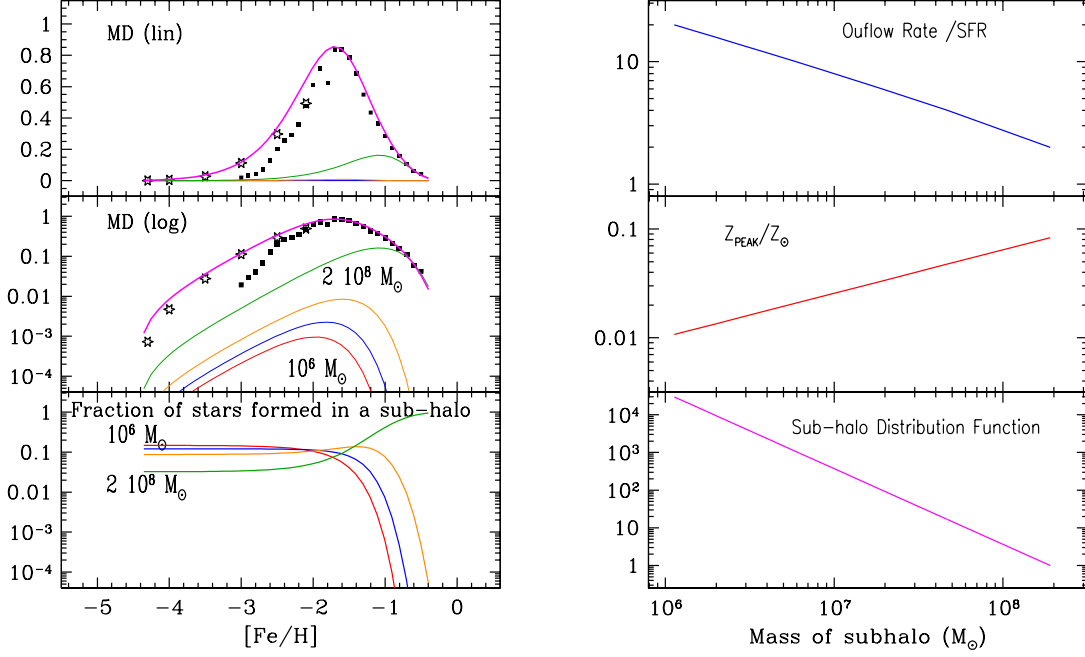 MD (lin)
1
0.8
0.6
0.4
0.2
0
MD (log)
1
0.1
0.01
10⁻³
10⁻⁴
2 10⁸ M⊙
10⁶ M⊙
Fraction of stars formed in a sub-halo
1
0.1
0.01
10⁻³
10⁻⁴
10⁶ M⊙
2 10⁸ M⊙
−5 −4 −3 −2 −1 0
[Fe/H]
Ouflow Rate /SFR
10
1
Z_PEAK/Z⊙
0.1
0.01
Sub-halo Distribution Function
10⁴
10³
10²
10
1
10⁶ 10⁷ 10⁸
Mass of subhalo (M⊙)